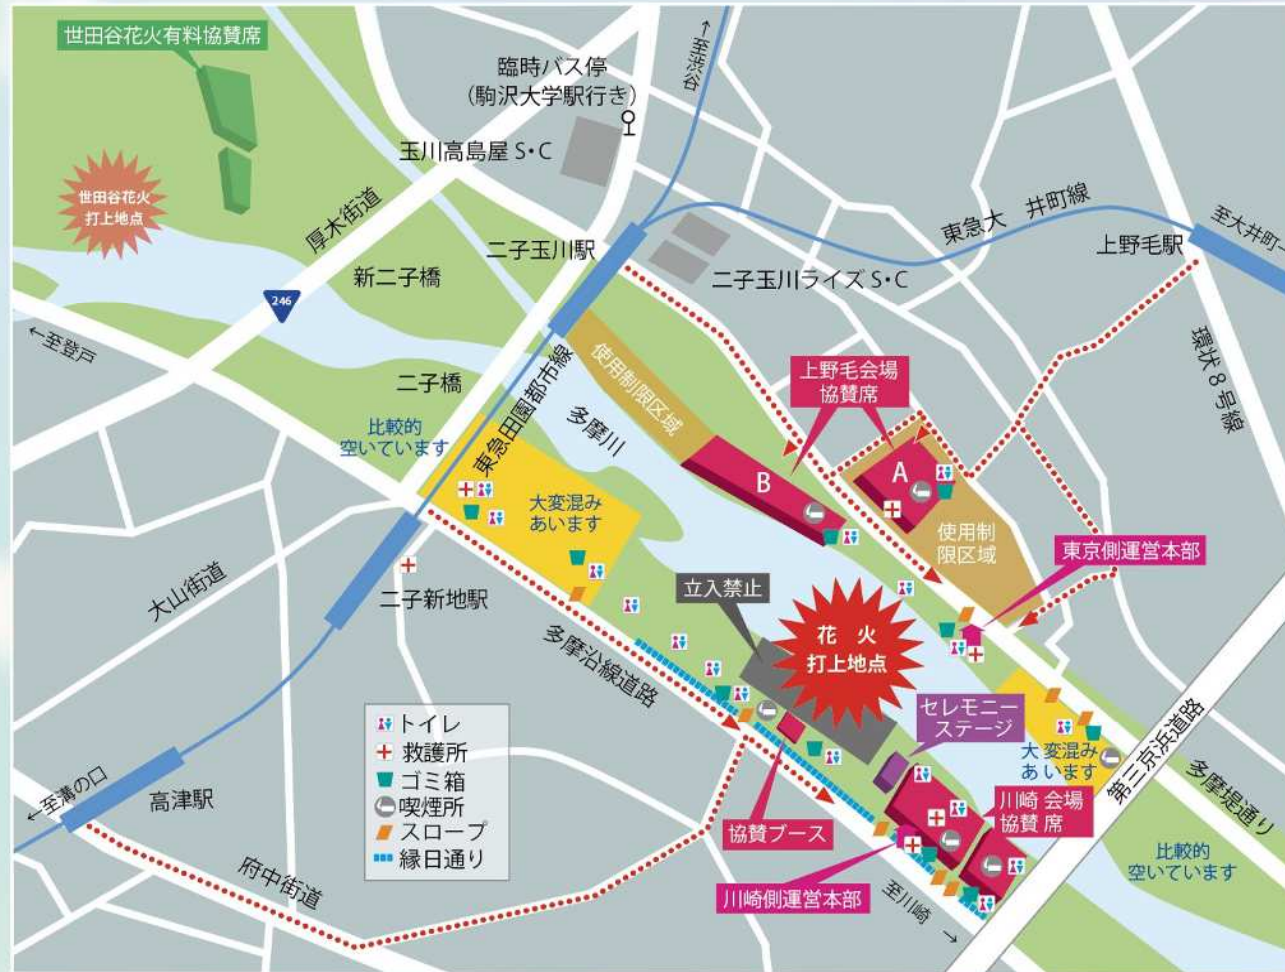 世田谷花火有料協賛席
世田谷花火
打上地点
臨時バス停
（駒沢大学駅行き）
←至渋谷
玉川高島屋 S・C
厚木街道
新二子橋
246
二子玉川駅
二子玉川ライズ S・C
東急大 井町線
至大井町→
上野毛駅
環状８号線
←至登戸
二子橋
東急田園都市線
使用制限区域
多摩川
比較的
空いています
上野毛会場
協賛席
A
B
大変混み
あいます
使用制
限区域
東京側運営本部
立入禁止
花 火
打上地点
大山街道
二子新地駅
多摩沿線道路
セレモニー
ステージ
大 変混み
あ います
第三京浜道路
多摩堤通り
トイレ
救護所
ゴミ箱
喫煙所
スロープ
縁日通り
←至溝の口
高津駅
府中街道
協賛ブース
川崎 会場
協賛 席
川崎側運営本部
至川崎 →
比較的
空いています